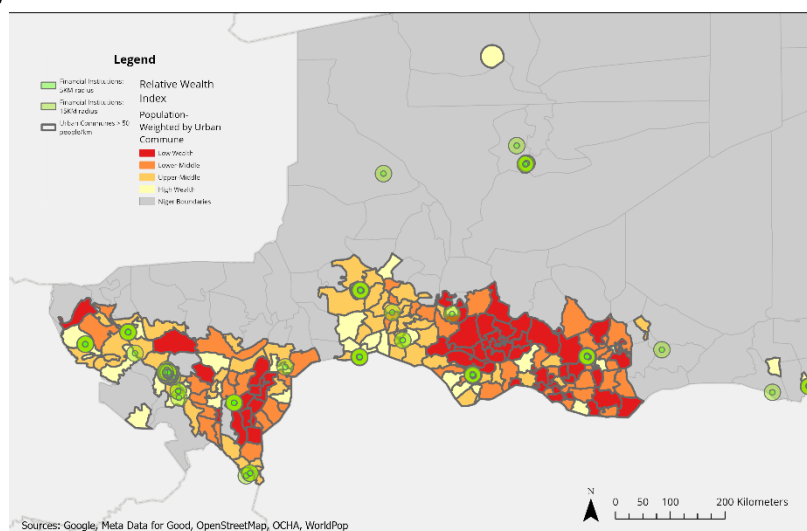 Legend
Financial Institutions:
5KM radius
Financial Institutions:
15KM radius
Urban Communes > 50
people/km
Relative Wealth
Index
Population-
Weighted by Urban
Commune
Low Wealth
Lower-Middle
Upper-Middle
High Wealth
Niger Boundaries
N
0 50 100 200 Kilometers
Sources: Google, Meta Data for Good, OpenStreetMap, OCHA, WorldPop